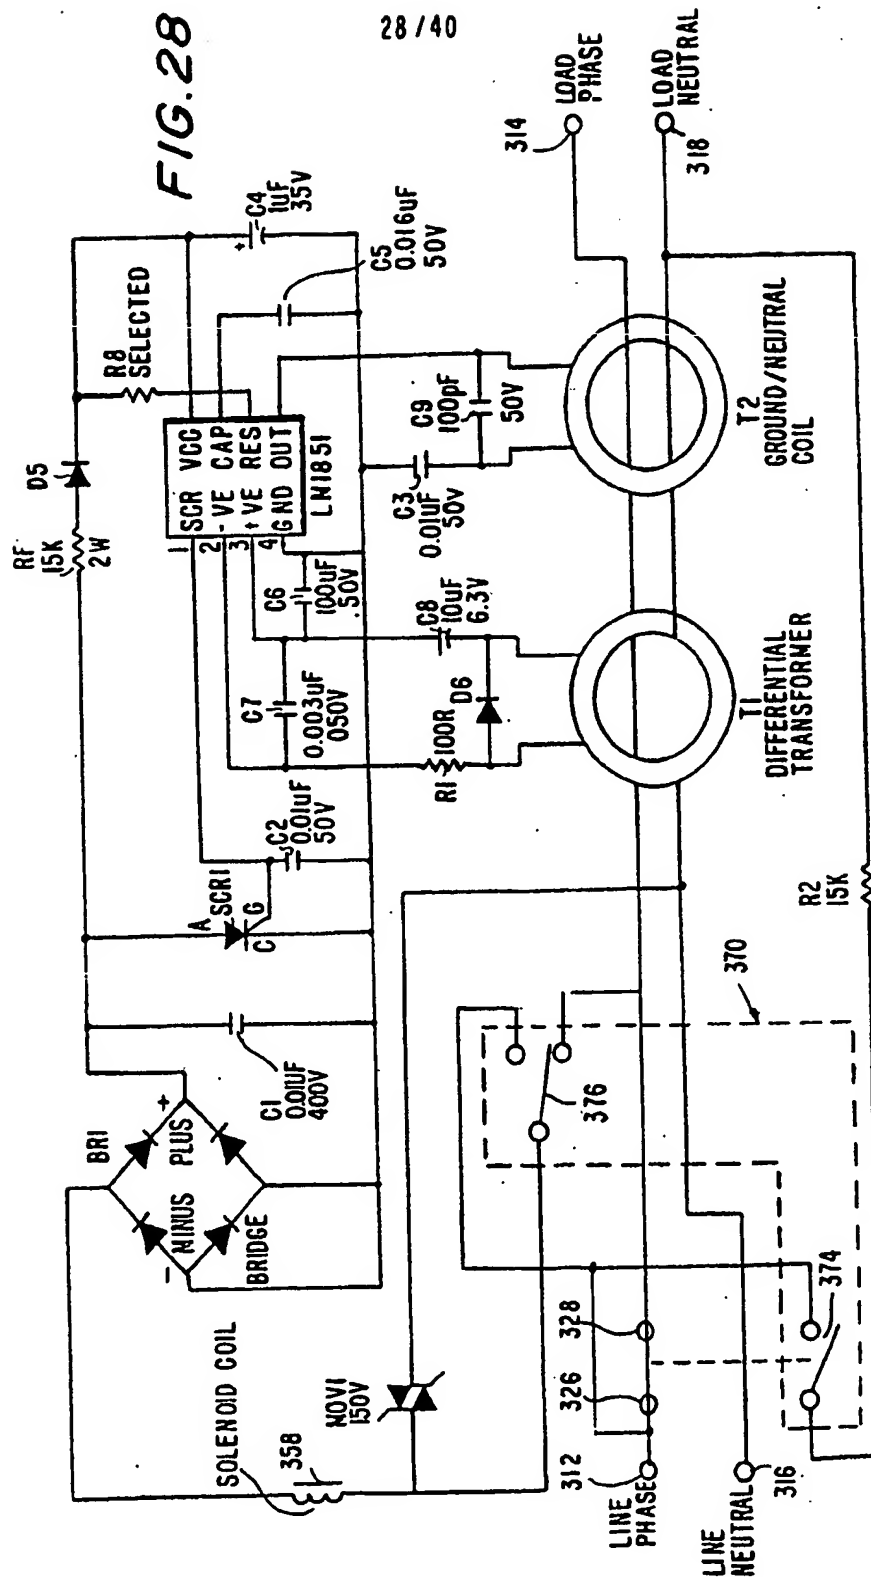 28/40
FIG.28
RF
15K
2W
D5
R8
SELECTED
C4
1uF
35V
+
C5
0.016uF
50V
1
2
3
4
SCR VCC
-VE CAP
+VE RES
GND OUT
LN1851
C6
100uF
.50V
C7
0.003uF
050V
C8
10uF
6.3V
D6
R1
100R
C3
0.01uF
50V
C9
100pF
50V
A
SCR1
C
G
C2
0.01uF
50V
C1
0.01UF
400V
BR1
+
PLUS
MINUS
-
BRIDGE
SOLENOID COIL
358
MOV1
150V
T1
DIFFERENTIAL
TRANSFORMER
T2
GROUND/NEUTRAL
COIL
314
LOAD
PHASE
LOAD
NEUTRAL
318
R2
15K
370
376
374
328
326
312
LINE
PHASE
LINE
NEUTRAL
316